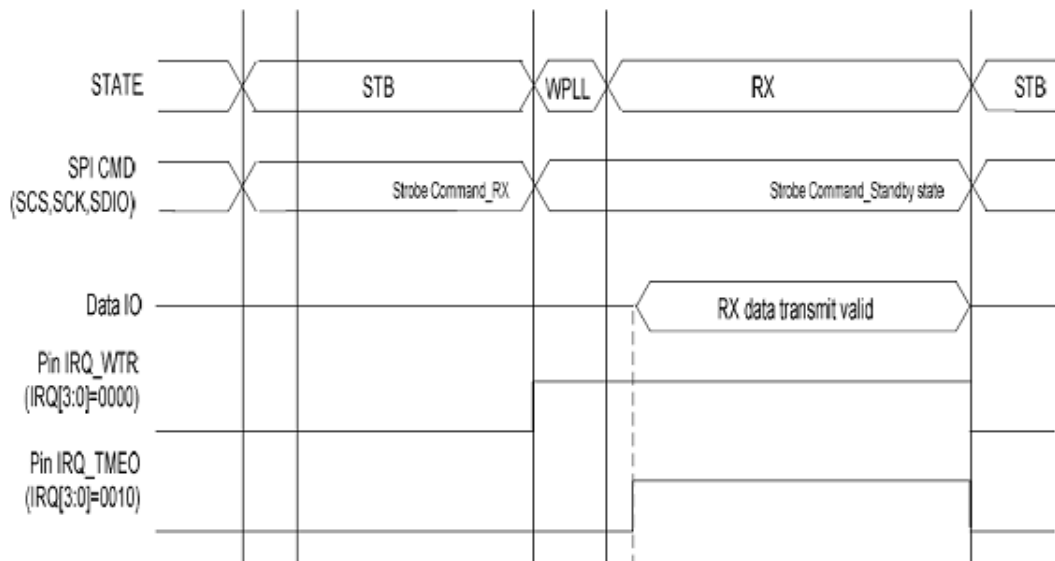 STATE
STB
WPLL
RX
STB
SPI CMD
(SCS,SCK,SDIO)
Strobe Command_RX
Strobe Command_Standby state
Data IO
RX data transmit valid
Pin IRQ_WTR
(IRQ[3:0]=0000)
Pin IRQ_TMEO
(IRQ[3:0]=0010)